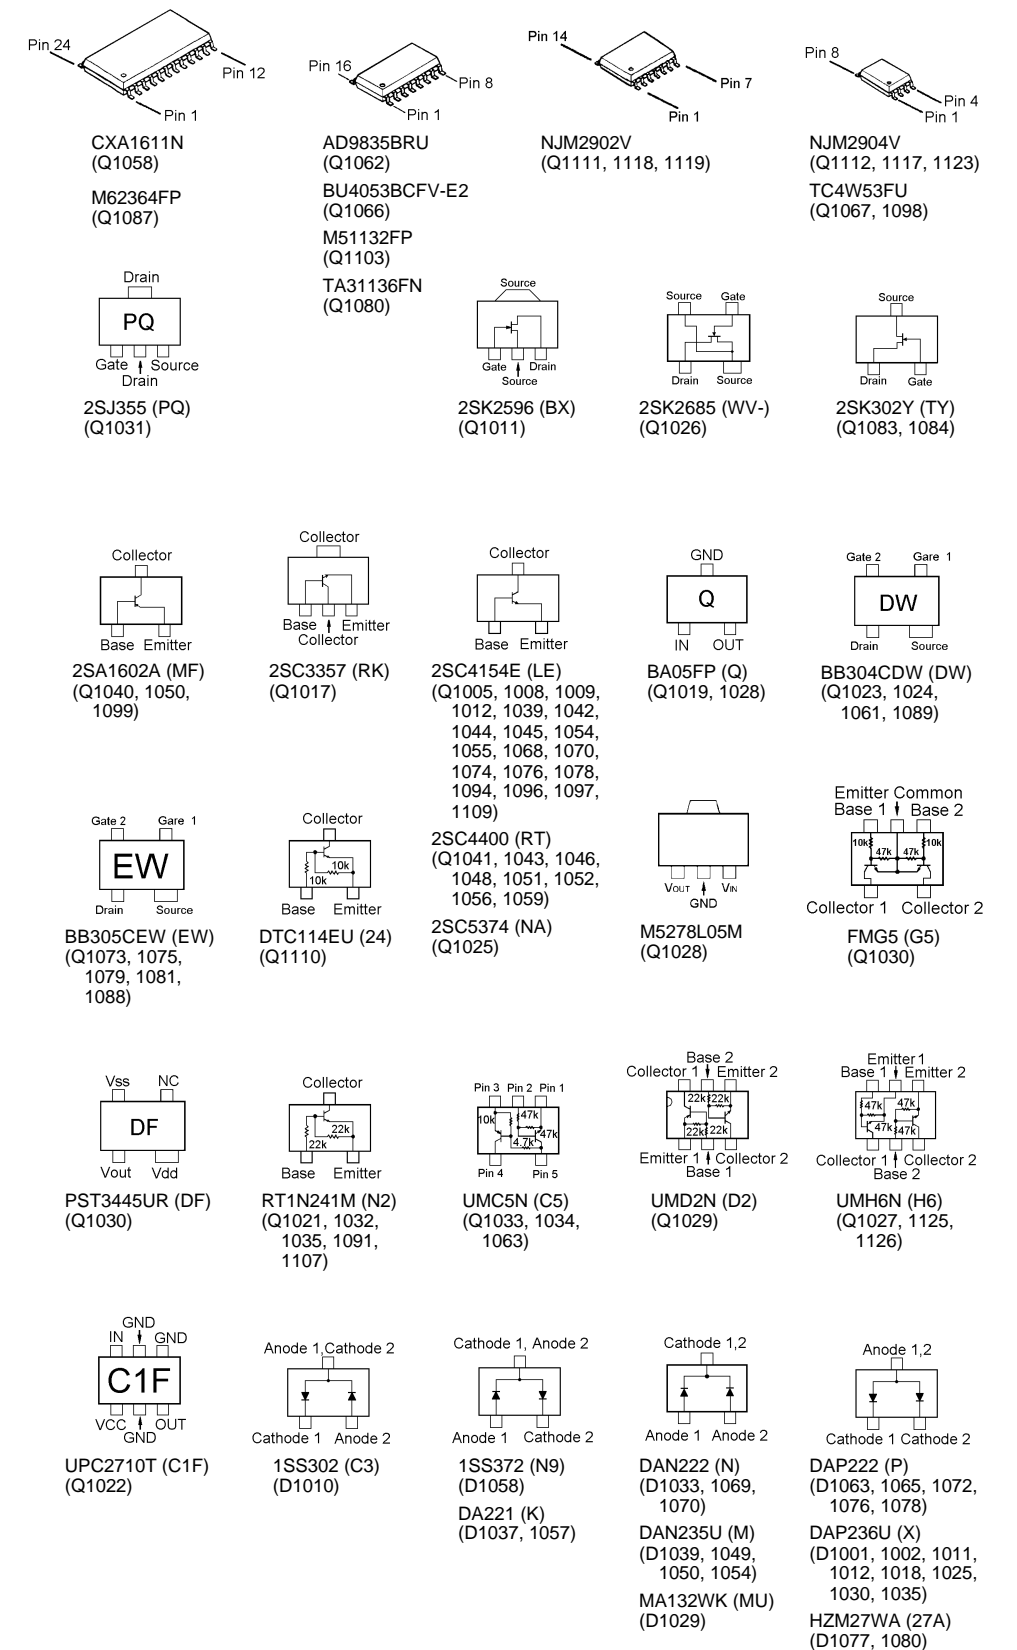 Pin 24
Pin 12
Pin 1
CXA1611N
(Q1058)
M62364FP
(Q1087)
Pin 16
Pin 8
Pin 1
AD9835BRU
(Q1062)
BU4053BCFV-E2
(Q1066)
M51132FP
(Q1103)
TA31136FN
(Q1080)
Pin 14
Pin 7
Pin 1
NJM2902V
(Q1111, 1118, 1119)
Pin 8
Pin 4
Pin 1
NJM2904V
(Q1112, 1117, 1123)
TC4W53FU
(Q1067, 1098)
Drain
PQ
Gate Source
Drain
2SJ355 (PQ)
(Q1031)
Source
Gate Drain
Source
2SK2596 (BX)
(Q1011)
Source Gate
Drain Source
2SK2685 (WV-)
(Q1026)
Source
Drain Gate
2SK302Y (TY)
(Q1083, 1084)
Collector
Base Emitter
2SA1602A (MF)
(Q1040, 1050,
1099)
Collector
Base Emitter
Collector
2SC3357 (RK)
(Q1017)
Collector
Base Emitter
2SC4154E (LE)
(Q1005, 1008, 1009,
1012, 1039, 1042,
1044, 1045, 1054,
1055, 1068, 1070,
1074, 1076, 1078,
1094, 1096, 1097,
1109)
2SC4400 (RT)
(Q1041, 1043, 1046,
1048, 1051, 1052,
1056, 1059)
2SC5374 (NA)
(Q1025)
GND
Q
IN OUT
BA05FP (Q)
(Q1019, 1028)
Gate 2 Gare 1
DW
Drain Source
BB304CDW (DW)
(Q1023, 1024,
1061, 1089)
Gate 2 Gare 1
EW
Drain Source
BB305CEW (EW)
(Q1073, 1075,
1079, 1081,
1088)
Collector
10k
10k
Base Emitter
DTC114EU (24)
(Q1110)
VOUT VIN
GND
M5278L05M
(Q1028)
Emitter Common
Base 1 Base 2
10k 10k
47k 47k
Collector 1 Collector 2
FMG5 (G5)
(Q1030)
Vss NC
DF
Vout Vdd
PST3445UR (DF)
(Q1030)
Collector
22k
22k
Base Emitter
RT1N241M (N2)
(Q1021, 1032,
1035, 1091,
1107)
Pin 3 Pin 2 Pin 1
10k 47k
4.7k 47k
Pin 4 Pin 5
UMC5N (C5)
(Q1033, 1034,
1063)
Base 2
Collector 1 Emitter 2
22k 22k
22k 22k
Emitter 1 Collector 2
Base 1
UMD2N (D2)
(Q1029)
Emitter 1
Base 1 Emitter 2
47k 47k
47k 47k
Collector 1 Collector 2
Base 2
UMH6N (H6)
(Q1027, 1125,
1126)
GND
IN GND
C1F
VCC OUT
GND
UPC2710T (C1F)
(Q1022)
Anode 1,Cathode 2
Cathode 1 Anode 2
1SS302 (C3)
(D1010)
Cathode 1, Anode 2
Anode 1 Cathode 2
1SS372 (N9)
(D1058)
DA221 (K)
(D1037, 1057)
Cathode 1,2
Anode 1 Anode 2
DAN222 (N)
(D1033, 1069,
1070)
DAN235U (M)
(D1039, 1049,
1050, 1054)
MA132WK (MU)
(D1029)
Anode 1,2
Cathode 1 Cathode 2
DAP222 (P)
(D1063, 1065, 1072,
1076, 1078)
DAP236U (X)
(D1001, 1002, 1011,
1012, 1018, 1025,
1030, 1035)
HZM27WA (27A)
(D1077, 1080)